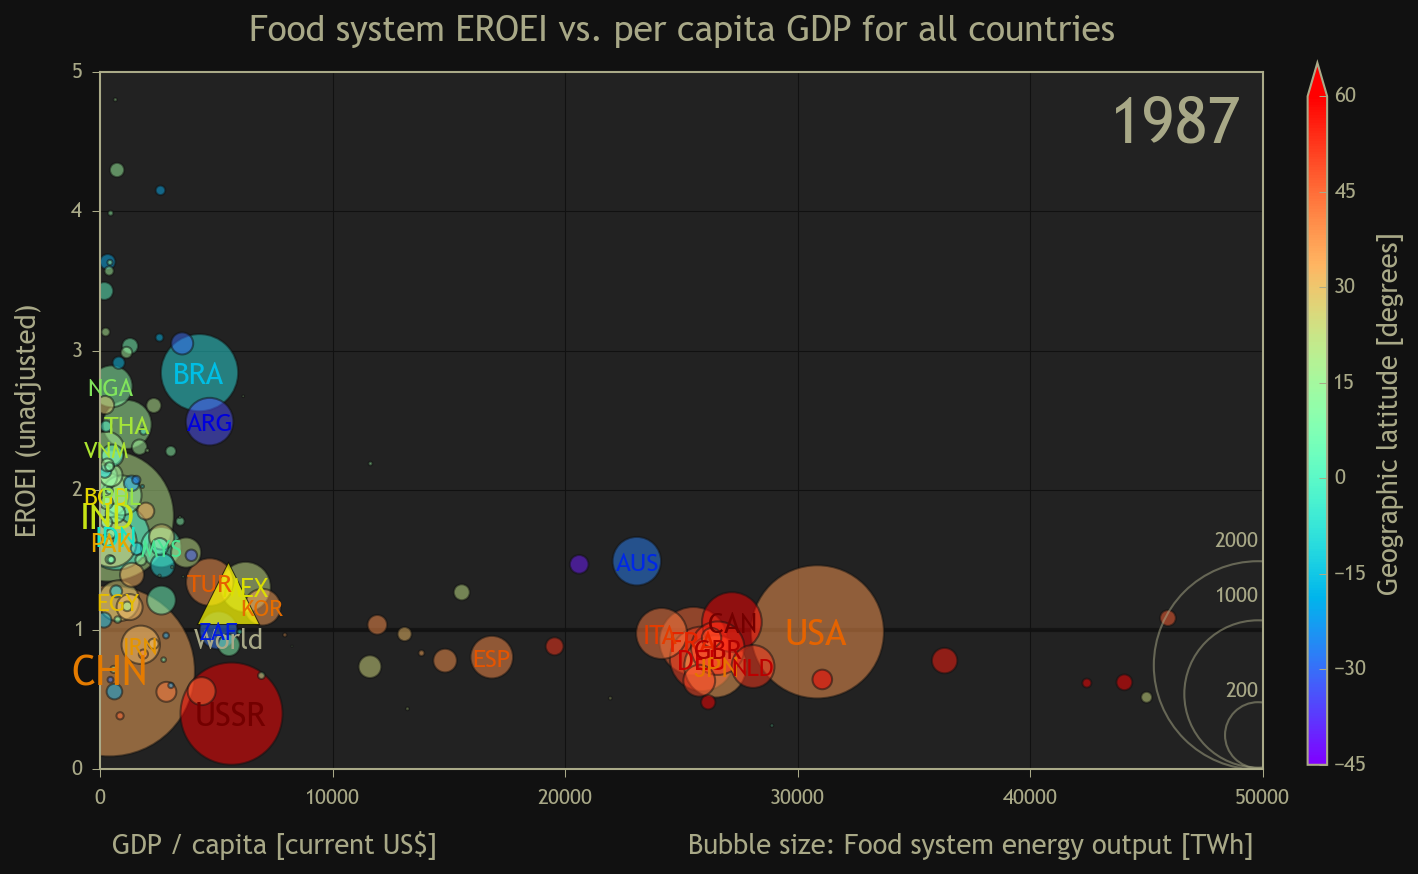 Food system EROEI vs. per capita GDP for all countries
1987
5
4
3
2
1
0
EROEI (unadjusted)
0
10000
20000
30000
40000
50000
GDP / capita [current US$]
Bubble size: Food system energy output [TWh]
60
45
30
15
0
−15
−30
−45
Geographic latitude [degrees]
2000
1000
200
BRA
ARG
NGA
THA
VNM
IND
PAK
TUR
KOR
ZAF
World
CHN
USSR
AUS
ESP
ITA
CAN
GBR
NLD
USA